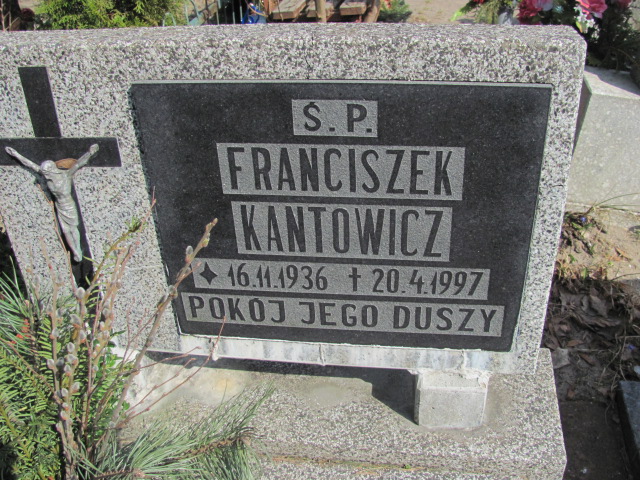 Ś.P.
FRANCISZEK
KANTOWICZ
✦ 16.11.1936 ✝ 20.4.1997
POKÓJ JEGO DUSZY